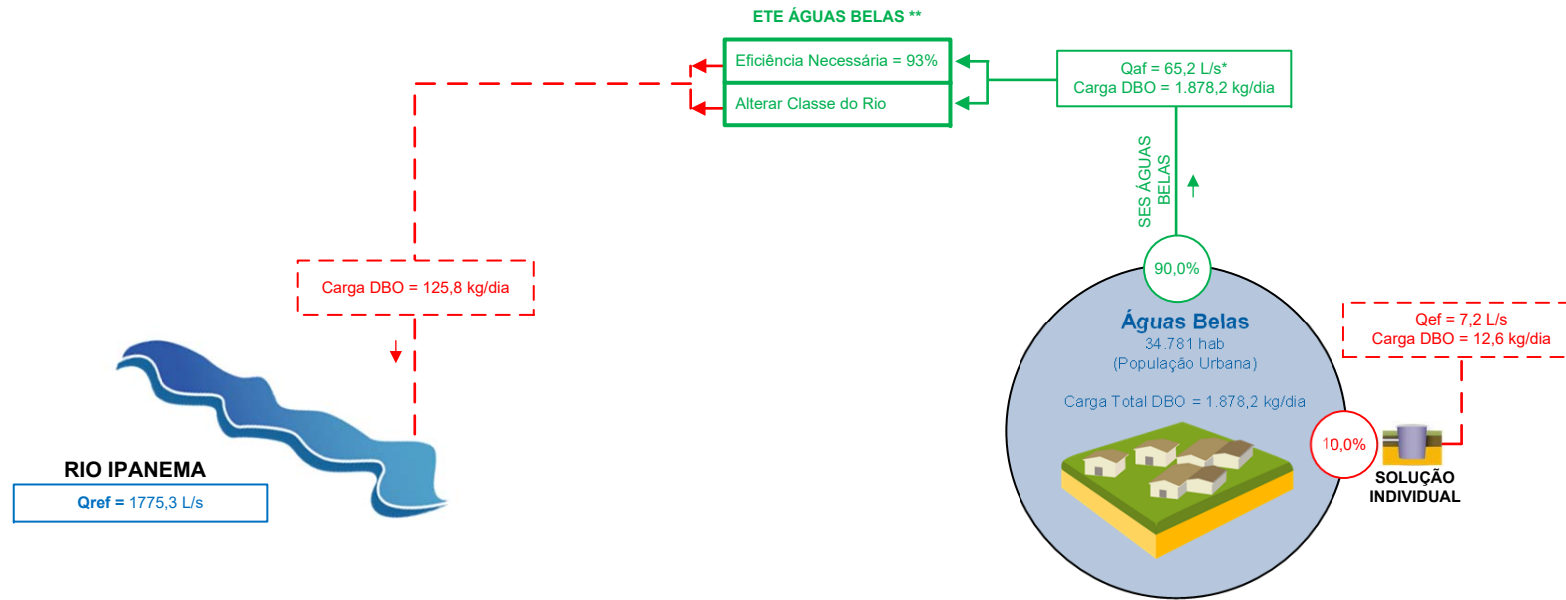 ETE ÁGUAS BELAS **
Eficiência Necessária = 93%
Alterar Classe do Rio
Qaf = 65,2 L/s*
Carga DBO = 1.878,2 kg/dia
SES ÁGUAS
BELAS
90,0%
Carga DBO = 125,8 kg/dia
Águas Belas
34.781 hab
(População Urbana)
Carga Total DBO = 1.878,2 kg/dia
Qef = 7,2 L/s
Carga DBO = 12,6 kg/dia
10,0%
SOLUÇÃO
INDIVIDUAL
RIO IPANEMA
Qref = 1775,3 L/s